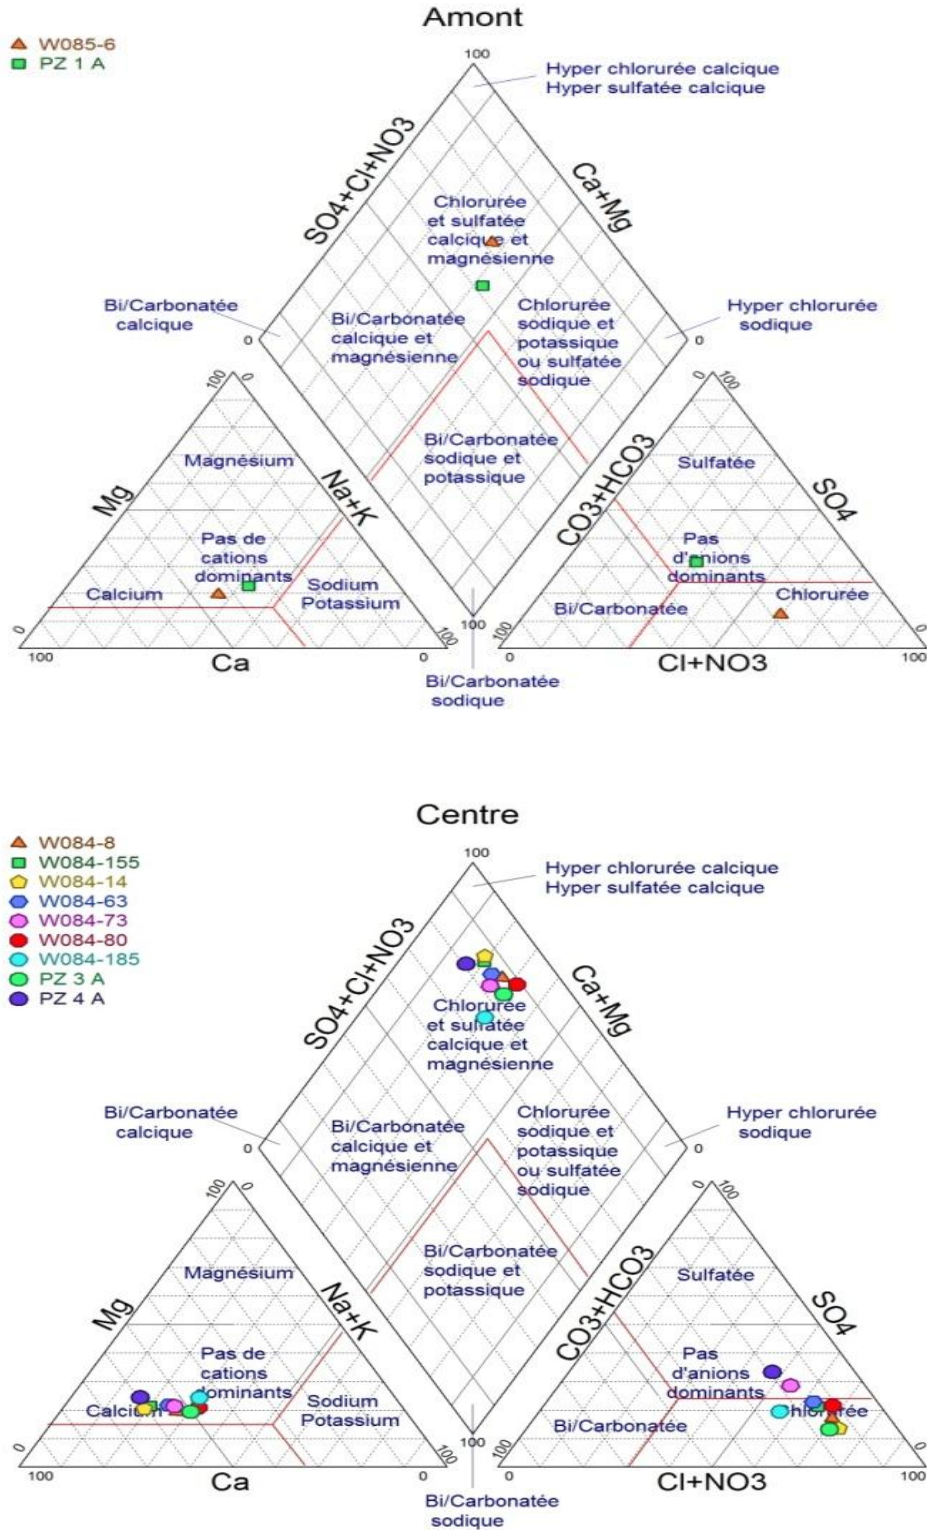 Amont
W085-6
PZ 1 A
100
Hyper chlorurée calcique
Hyper sulfatée calcique
SO4+Cl+NO3
Ca+Mg
Chlorurée
et sulfatée
calcique et
magnésienne
Bi/Carbonatée
calcique
Hyper chlorurée
sodique
0
0
Bi/Carbonatée
calcique et
magnésienne
Chlorurée
sodique et
potassique
ou sulfatée
sodique
Bi/Carbonatée
sodique et
potassique
100
0
0
100
Magnésium
Sulfatée
Mg
Na+K
CO3+HCO3
SO4
Pas de
cations
dominants
Pas
d'anions
dominants
Calcium
Sodium
Potassium
Bi/Carbonatée
Chlorurée
0
100
100
100
0
100
0
0
100
Ca
Cl+NO3
Bi/Carbonatée
sodique
Centre
W084-8
W084-155
W084-14
W084-63
W084-73
W084-80
W084-185
PZ 3 A
PZ 4 A
100
Hyper chlorurée calcique
Hyper sulfatée calcique
SO4+Cl+NO3
Ca+Mg
Chlorurée
et sulfatée
calcique et
magnésienne
Bi/Carbonatée
calcique
Hyper chlorurée
sodique
0
0
Bi/Carbonatée
calcique et
magnésienne
Chlorurée
sodique et
potassique
ou sulfatée
sodique
Bi/Carbonatée
sodique et
potassique
100
0
0
100
Magnésium
Sulfatée
Mg
Na+K
CO3+HCO3
SO4
Pas de
cations
dominants
Pas
d'anions
dominants
Calcium
Sodium
Potassium
Bi/Carbonatée
Chlorurée
0
100
100
100
0
100
0
0
100
Ca
Cl+NO3
Bi/Carbonatée
sodique